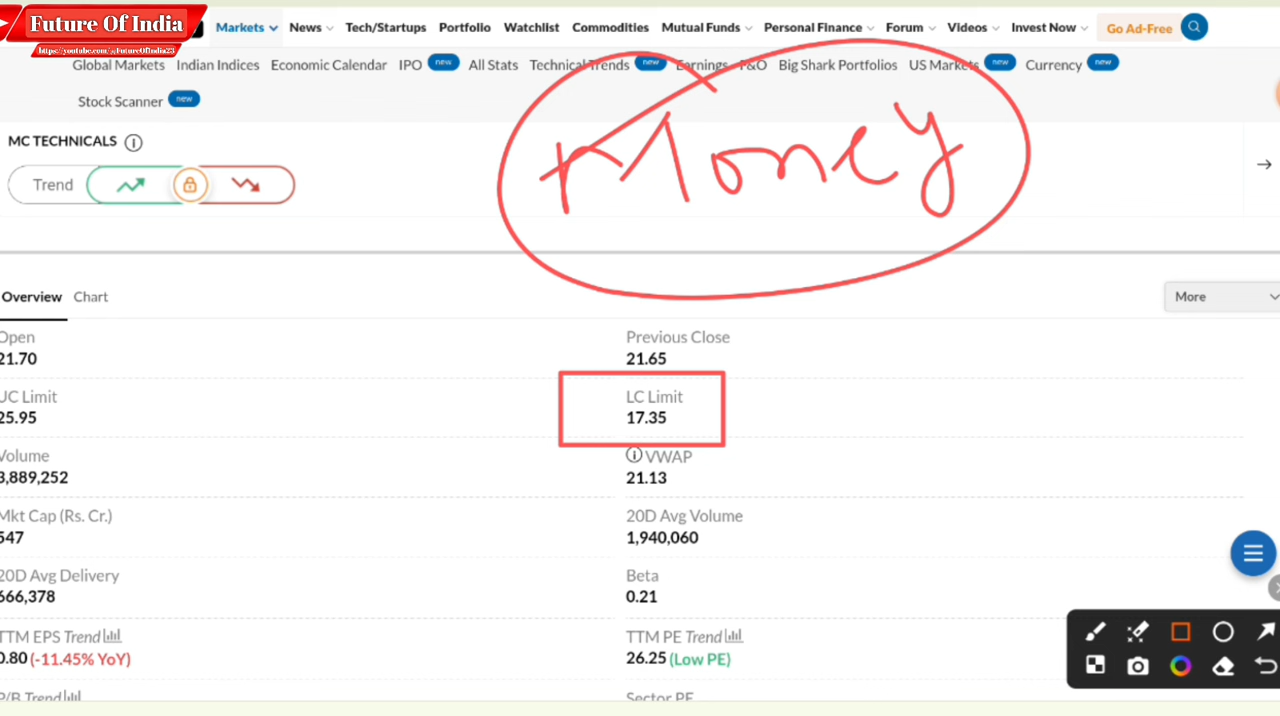 Future Of India
Markets News Tech/Startups Portfolio Watchlist Commodities Mutual Funds Personal Finance Forum Videos Invest Now Go Ad-Free
https://youtube.com/@FutureOfIndia23
Global Markets Indian Indices Economic Calendar IPO new All Stats Technical Trends new Earnings F&O Big Shark Portfolios US Markets new Currency new
Stock Scanner new
Money
MC TECHNICALS
Trend
Overview Chart More
Open Previous Close
21.70 21.65
UC Limit LC Limit
25.95 17.35
Volume VWAP
3,889,252 21.13
Mkt Cap (Rs. Cr.) 20D Avg Volume
547 1,940,060
20D Avg Delivery Beta
666,378 0.21
TTM EPS Trend TTM PE Trend
0.80 (-11.45% YoY) 26.25 (Low PE)
P/B Trend Sector PE